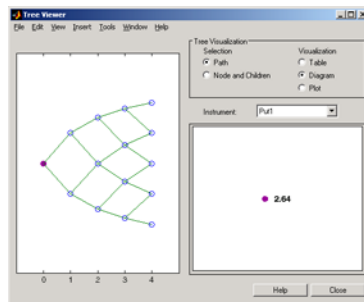 Tree Viewer
File Edit View Insert Tools Window Help
Tree Visualization
Selection
Visualization
Path
Table
Node and Children
Diagram
Plot
Instrument:
Put1
2.64
0 1 2 3 4
Help
Close